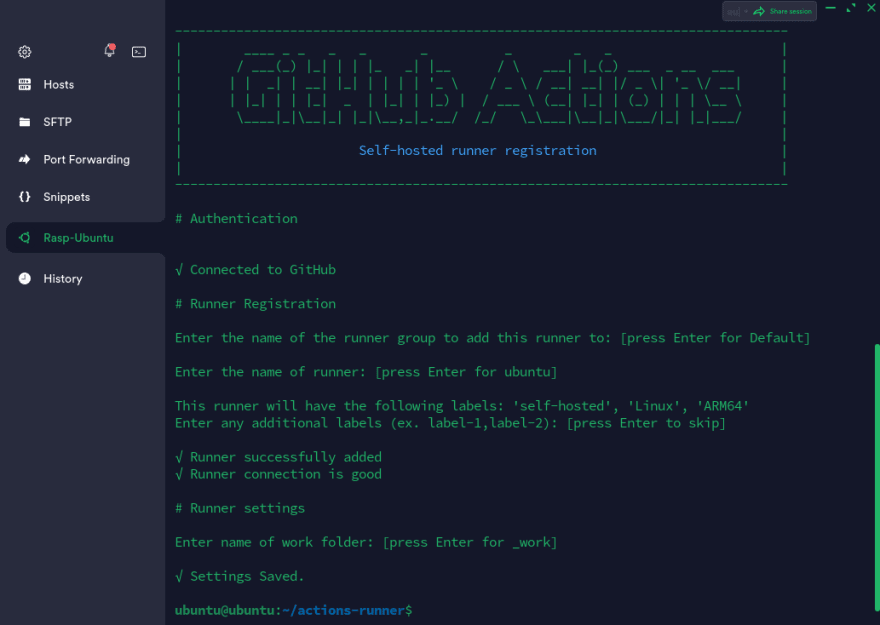 Share session
Hosts
SFTP
Port Forwarding
Snippets
Rasp-Ubuntu
History
GitHub Actions
Self-hosted runner registration
# Authentication
√ Connected to GitHub
# Runner Registration
Enter the name of the runner group to add this runner to: [press Enter for Default]
Enter the name of runner: [press Enter for ubuntu]
This runner will have the following labels: 'self-hosted', 'Linux', 'ARM64'
Enter any additional labels (ex. label-1,label-2): [press Enter to skip]
√ Runner successfully added
√ Runner connection is good
# Runner settings
Enter name of work folder: [press Enter for _work]
√ Settings Saved.
ubuntu@ubuntu:~/actions-runner$